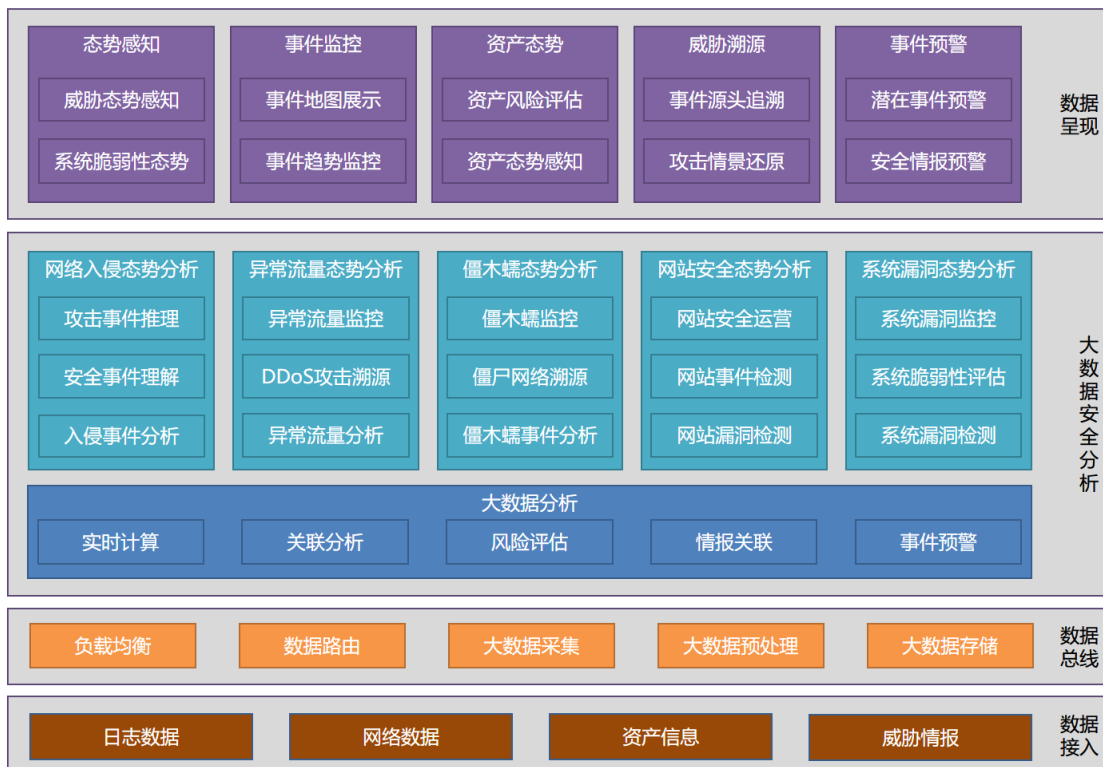 态势感知
威胁态势感知
系统脆弱性态势
事件监控
事件地图展示
事件趋势监控
资产态势
资产风险评估
资产态势感知
威胁溯源
事件源头追溯
攻击情景还原
事件预警
潜在事件预警
安全情报预警
数据
呈现
网络入侵态势分析
攻击事件推理
安全事件理解
入侵事件分析
异常流量态势分析
异常流量监控
DDoS攻击溯源
异常流量分析
僵木蠕态势分析
僵木蠕监控
僵尸网络溯源
僵木蠕事件分析
网站安全态势分析
网站安全运营
网站事件检测
网站漏洞检测
系统漏洞态势分析
系统漏洞监控
系统脆弱性评估
系统漏洞检测
大数据分析
实时计算
关联分析
风险评估
情报关联
事件预警
大数据安全分析
负载均衡
数据路由
大数据采集
大数据预处理
大数据存储
数据
总线
日志数据
网络数据
资产信息
威胁情报
数据
接入